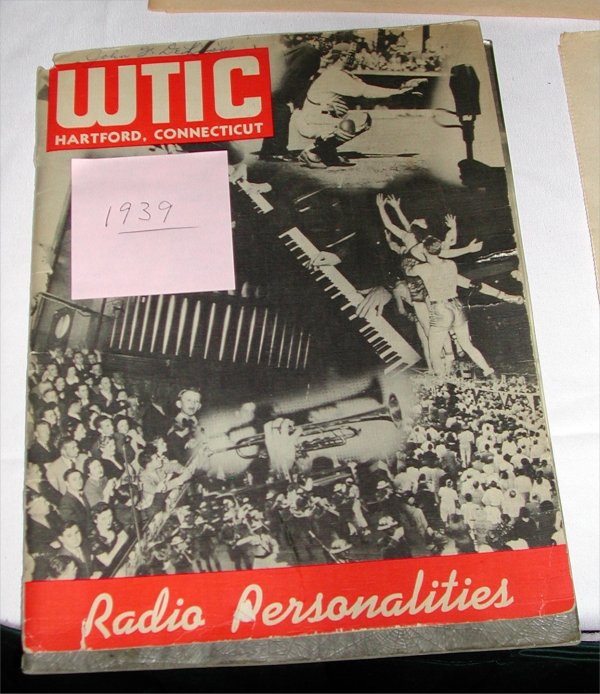 WTIC
HARTFORD, CONNECTICUT
1939
Radio Personalities